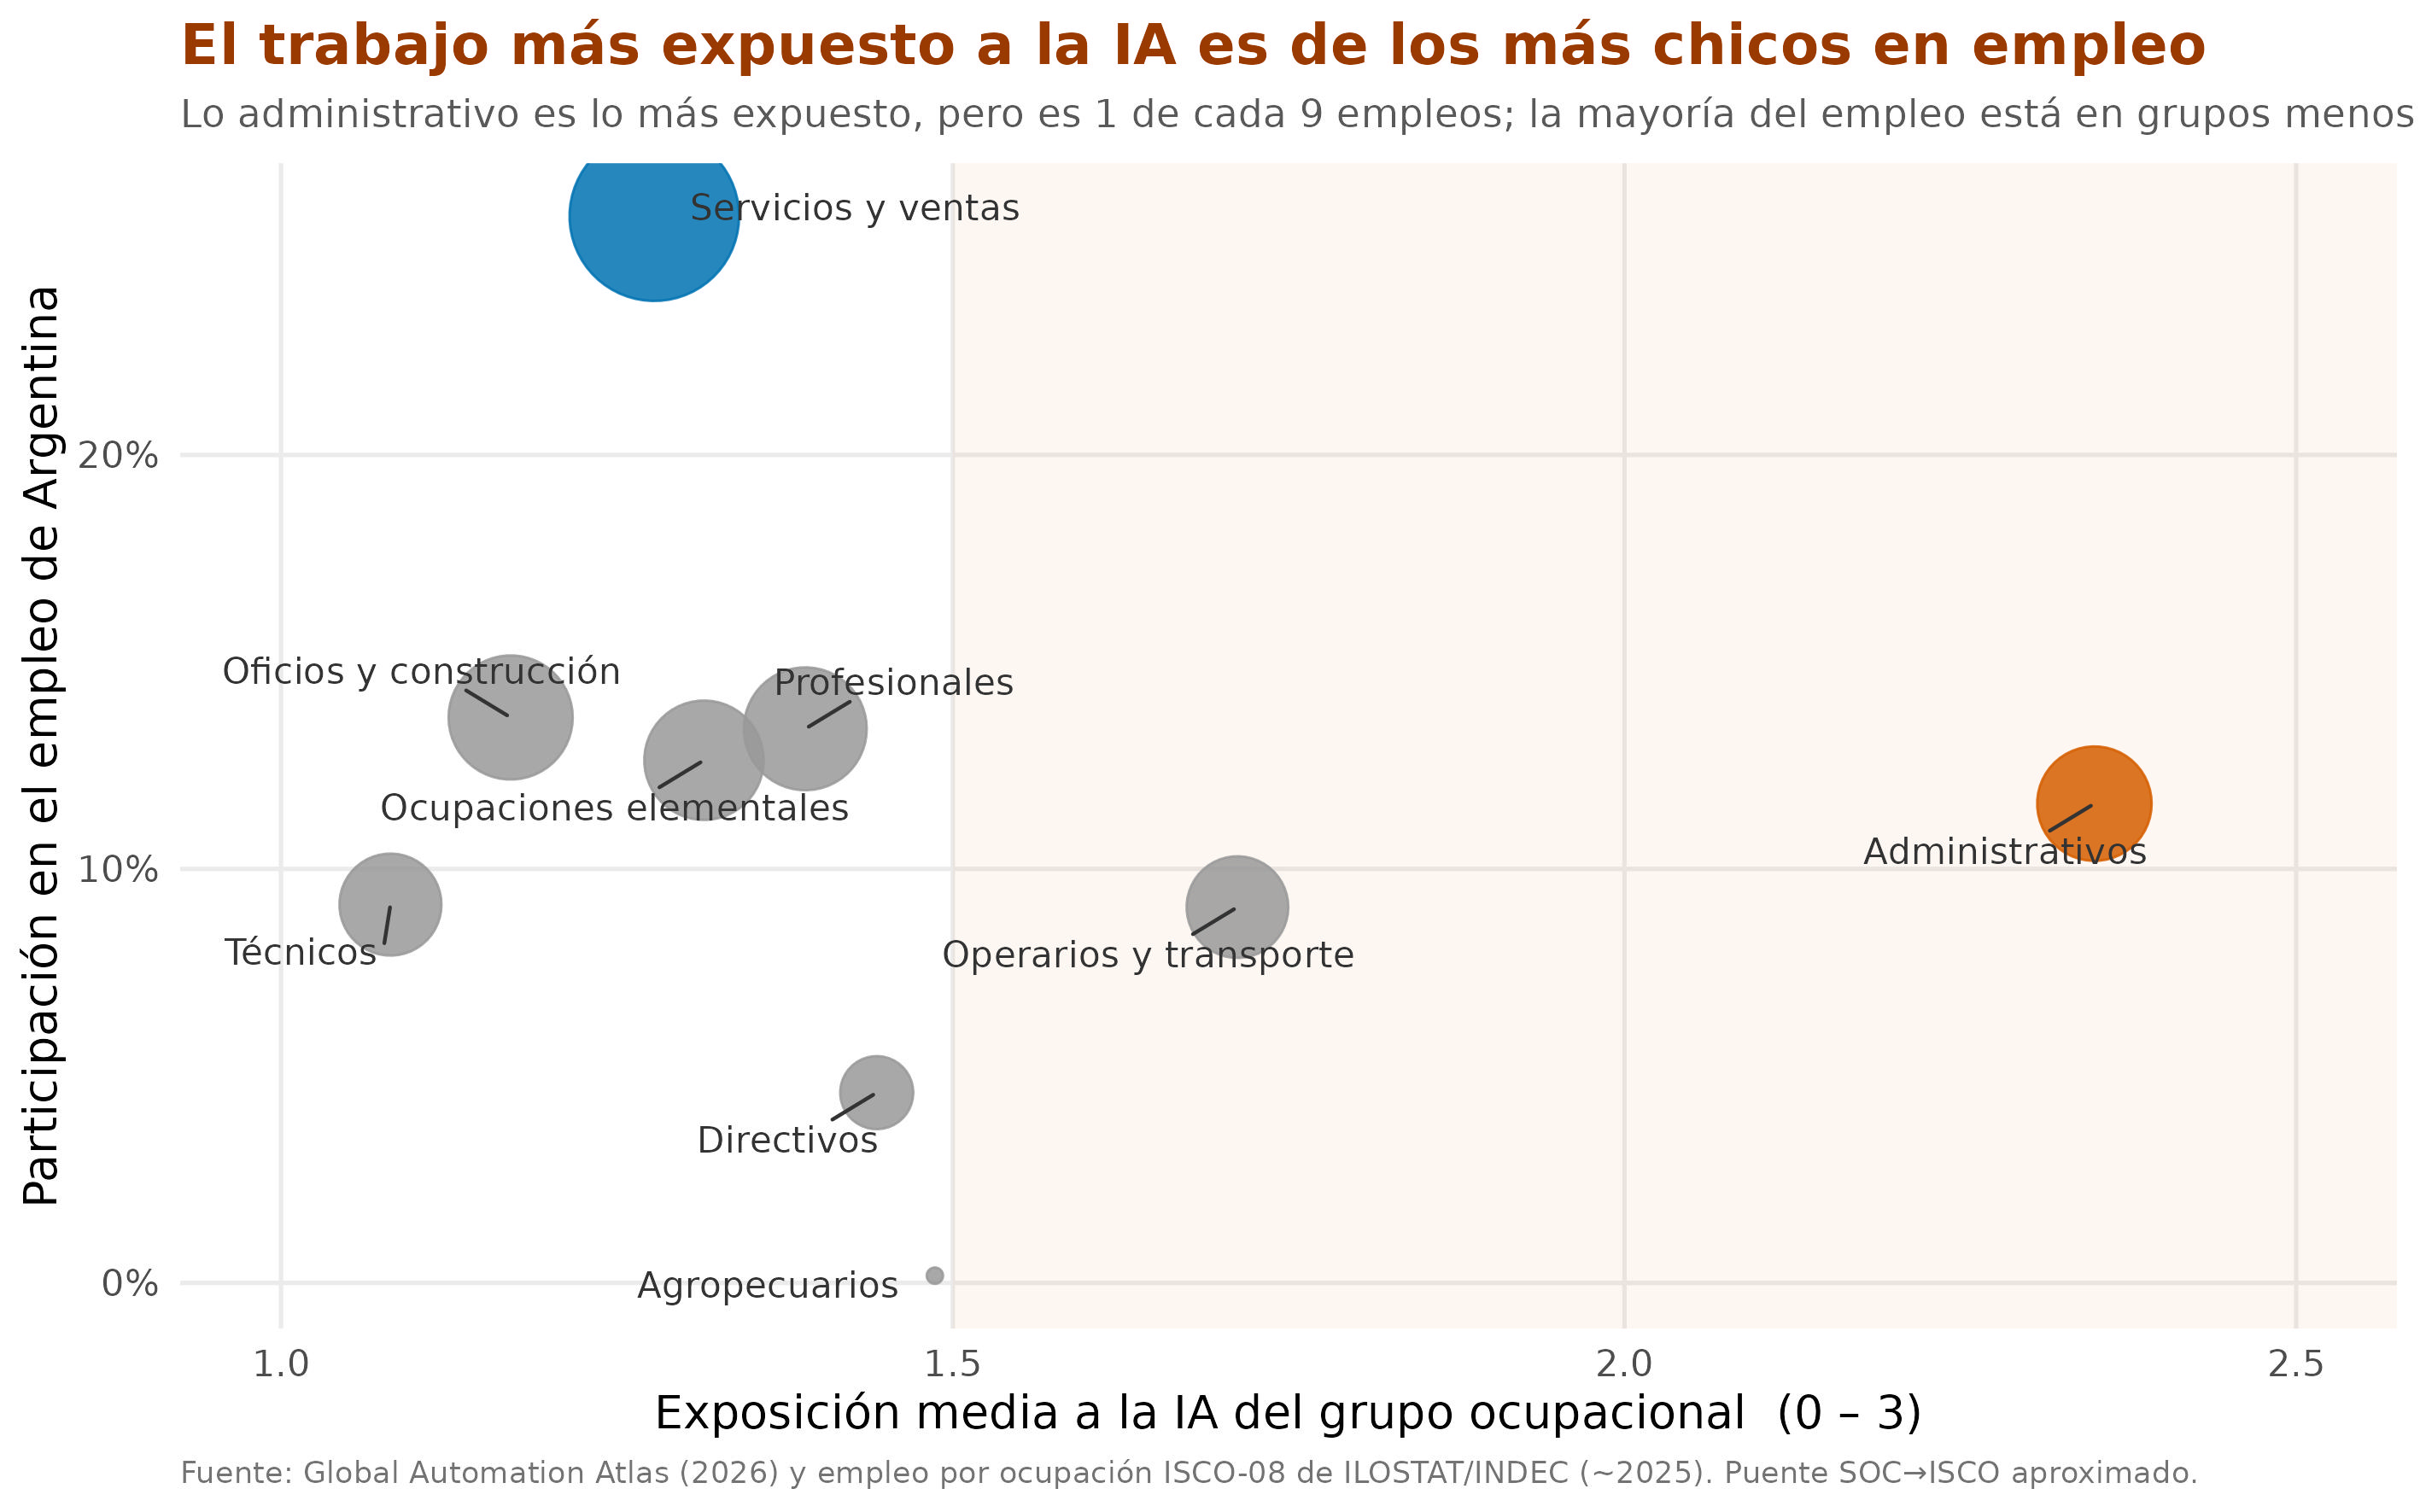 El trabajo más expuesto a la IA es de los más chicos en empleo
Lo administrativo es lo más expuesto, pero es 1 de cada 9 empleos; la mayoría del empleo está en grupos menos
Participación en el empleo de Argentina
Servicios y ventas
20%
Oficios y construcción
Profesionales
Ocupaciones elementales
Administrativos
10%
Técnicos
Operarios y transporte
Directivos
Agropecuarios
0%
1.0
1.5
2.0
2.5
Exposición media a la IA del grupo ocupacional (0 – 3)
Fuente: Global Automation Atlas (2026) y empleo por ocupación ISCO-08 de ILOSTAT/INDEC (~2025). Puente SOC→ISCO aproximado.